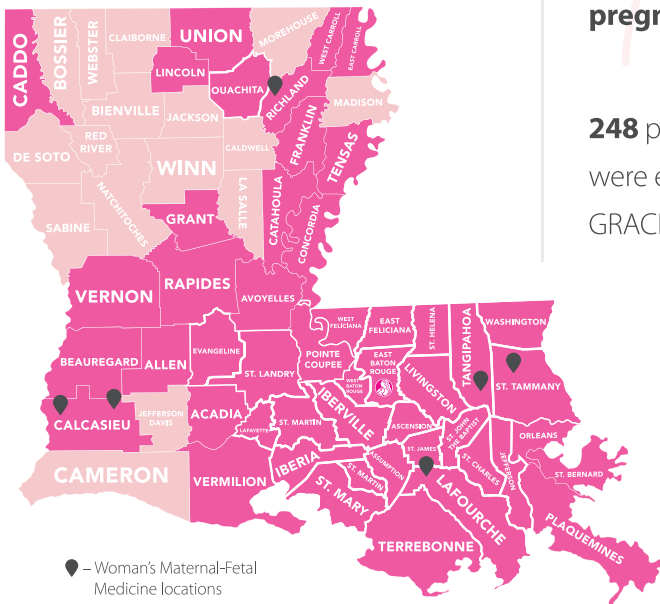 pregr
248 p
were e
GRACI
CADDO
BOSSIER
WEBSTER
CLAIBORNE
UNION
MOREHOUSE
WEST CARROLL
EAST CARROLL
LINCOLN
OUACHITA
RICHLAND
MADISON
BIENVILLE
JACKSON
FRANKLIN
TENSAS
DE SOTO
RED
RIVER
CALDWELL
WINN
NATCHITOCHES
LA SALLE
CATAHOULA
CONCORDIA
SABINE
GRANT
VERNON
RAPIDES
AVOYELLES
WEST
FELICIANA
EAST
FELICIANA
ST. HELENA
TANGIPAHOA
WASHINGTON
BEAUREGARD
ALLEN
EVANGELINE
ST. LANDRY
POINTE
COUPEE
EAST
BATON
ROUGE
WEST
BATON
ROUGE
LIVINGSTON
ST. TAMMANY
CALCASIEU
JEFFERSON
DAVIS
ACADIA
LAFAYETTE
ST. MARTIN
IBERVILLE
ASCENSION
ST. JOHN
THE BAPTIST
ORLEANS
CAMERON
VERMILION
IBERIA
ST. MARTIN
ASSUMPTION
ST. JAMES
ST. CHARLES
JEFFERSON
ST. BERNARD
ST. MARY
LAFOURCHE
TERREBONNE
PLAQUEMINES
– Woman's Maternal-Fetal
Medicine locations